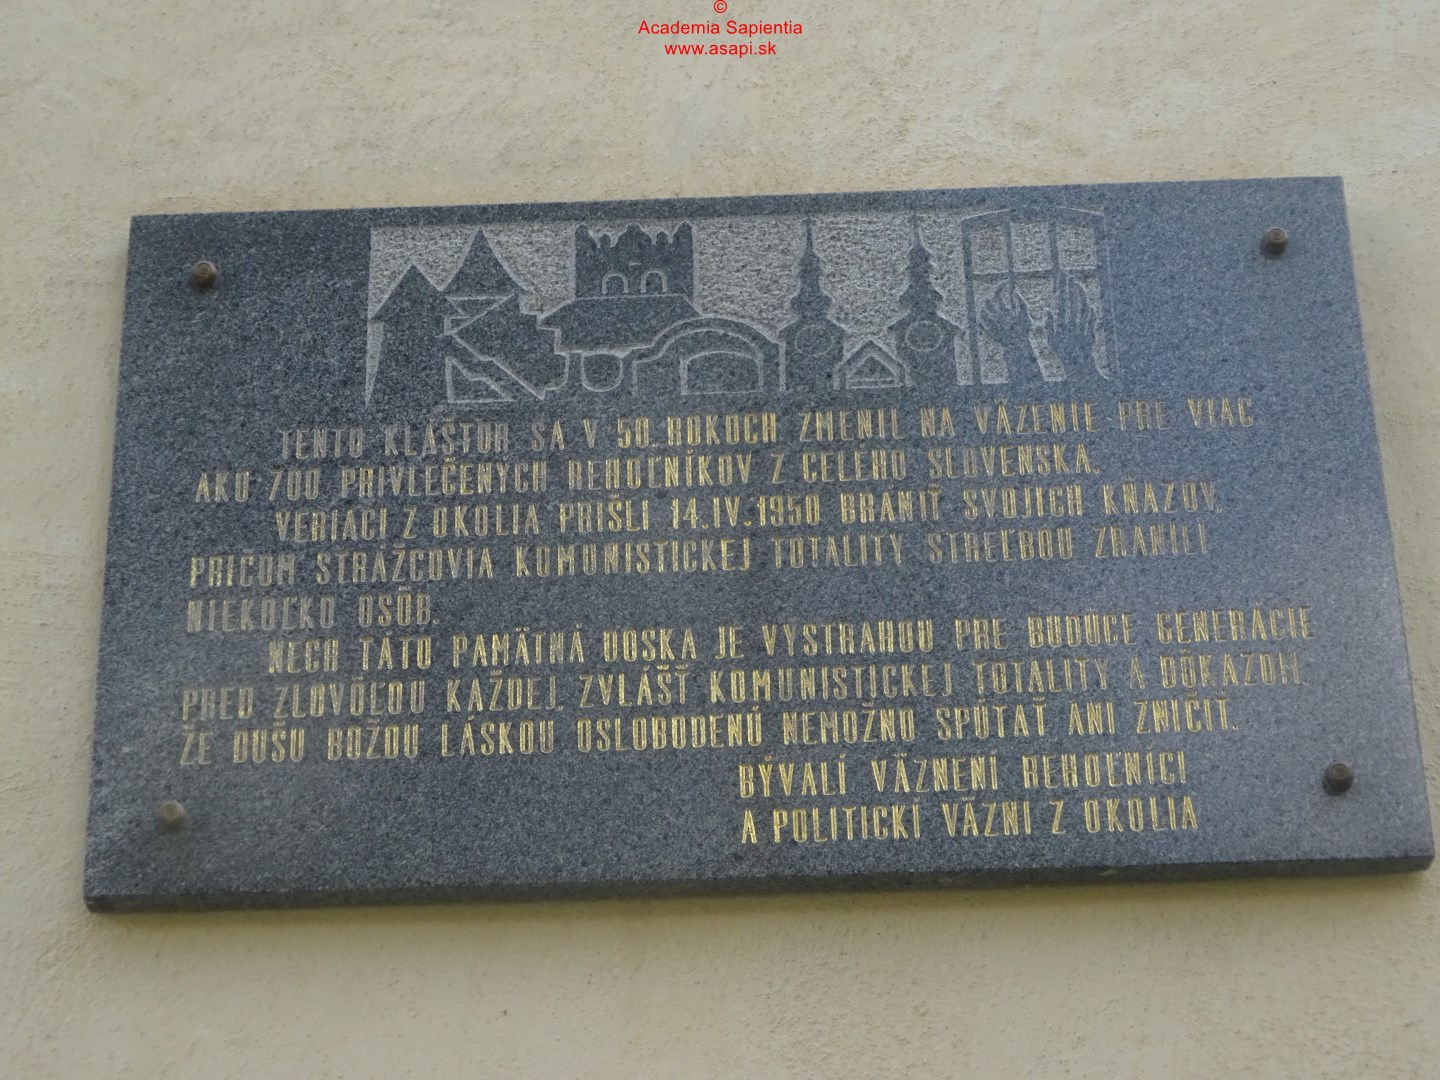 ©
Academia Sapientia
www.asapi.sk
TENTO KLÁŠTOR SA V 50. ROKOCH ZMENIL NA VÄZENIE PRE VIAC
AKO 700 PRIVLEČENÝCH REHOĽNÍKOV Z CELÉHO SLOVENSKA.
VERIACI Z OKOLIA PRIŠLI 14.IV.1950 BRÁNIŤ SVOJICH KŇAZOV,
PRIČOM STRÁŽCOVIA KOMUNISTICKEJ TOTALITY STREĽBOU ZRANILI
NIEKOĽKO OSÔB.
NECH TÁTO PAMÄTNÁ DOSKA JE VÝSTRAHOU PRE BUDÚCE GENERÁCIE
PRED ZLOVÔĽOU KAŽDEJ, ZVLÁŠŤ KOMUNISTICKEJ TOTALITY A DÔKAZOM,
ŽE DUŠU BOŽOU LÁSKOU OSLOBODENÚ NEMOŽNO SPÚTAŤ ANI ZNIČIŤ.
BÝVALÍ VÄZNENÍ REHOĽNÍCI
A POLITICKÍ VÄZNI Z OKOLIA